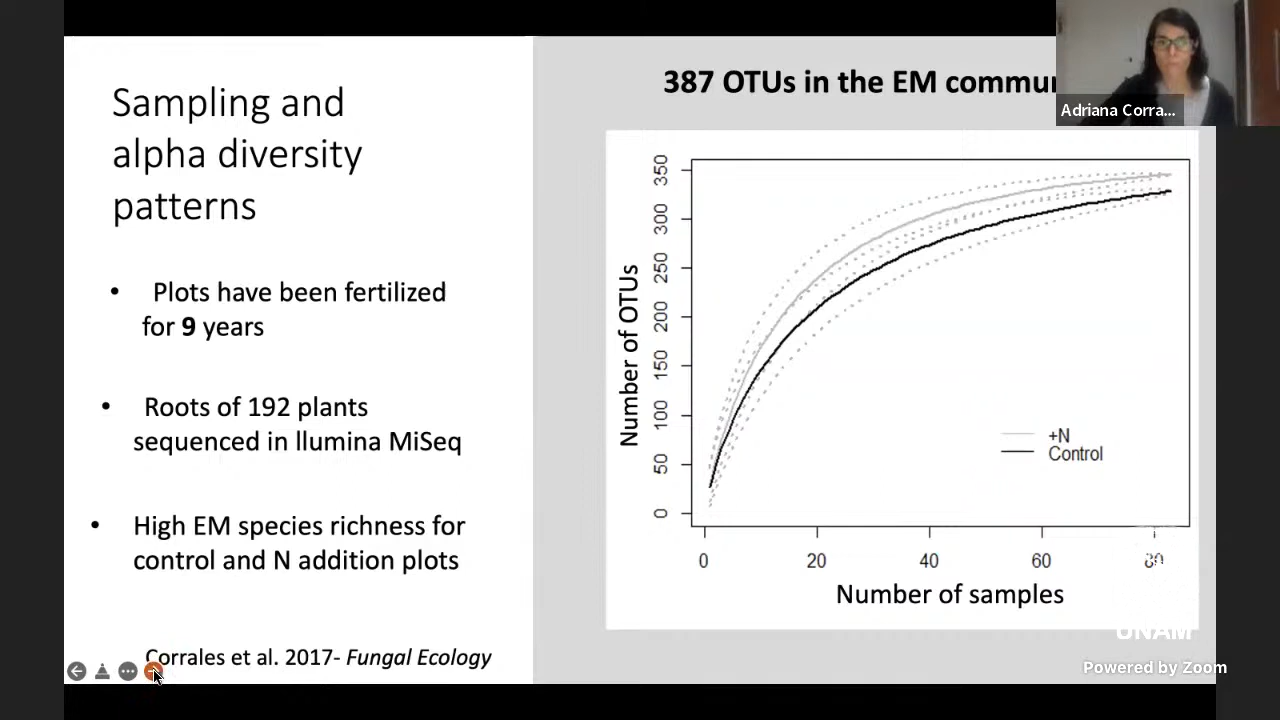 Sampling and
alpha diversity
patterns
• Plots have been fertilized
for 9 years
• Roots of 192 plants
sequenced in llumina MiSeq
• High EM species richness for
control and N addition plots
Corrales et al. 2017- Fungal Ecology
387 OTUs in the EM commun
Adriana Corra...
Number of OTUs
350
300
250
200
150
100
50
0
+N
Control
0 20 40 60 80
Number of samples
UNAM
Powered by Zoom